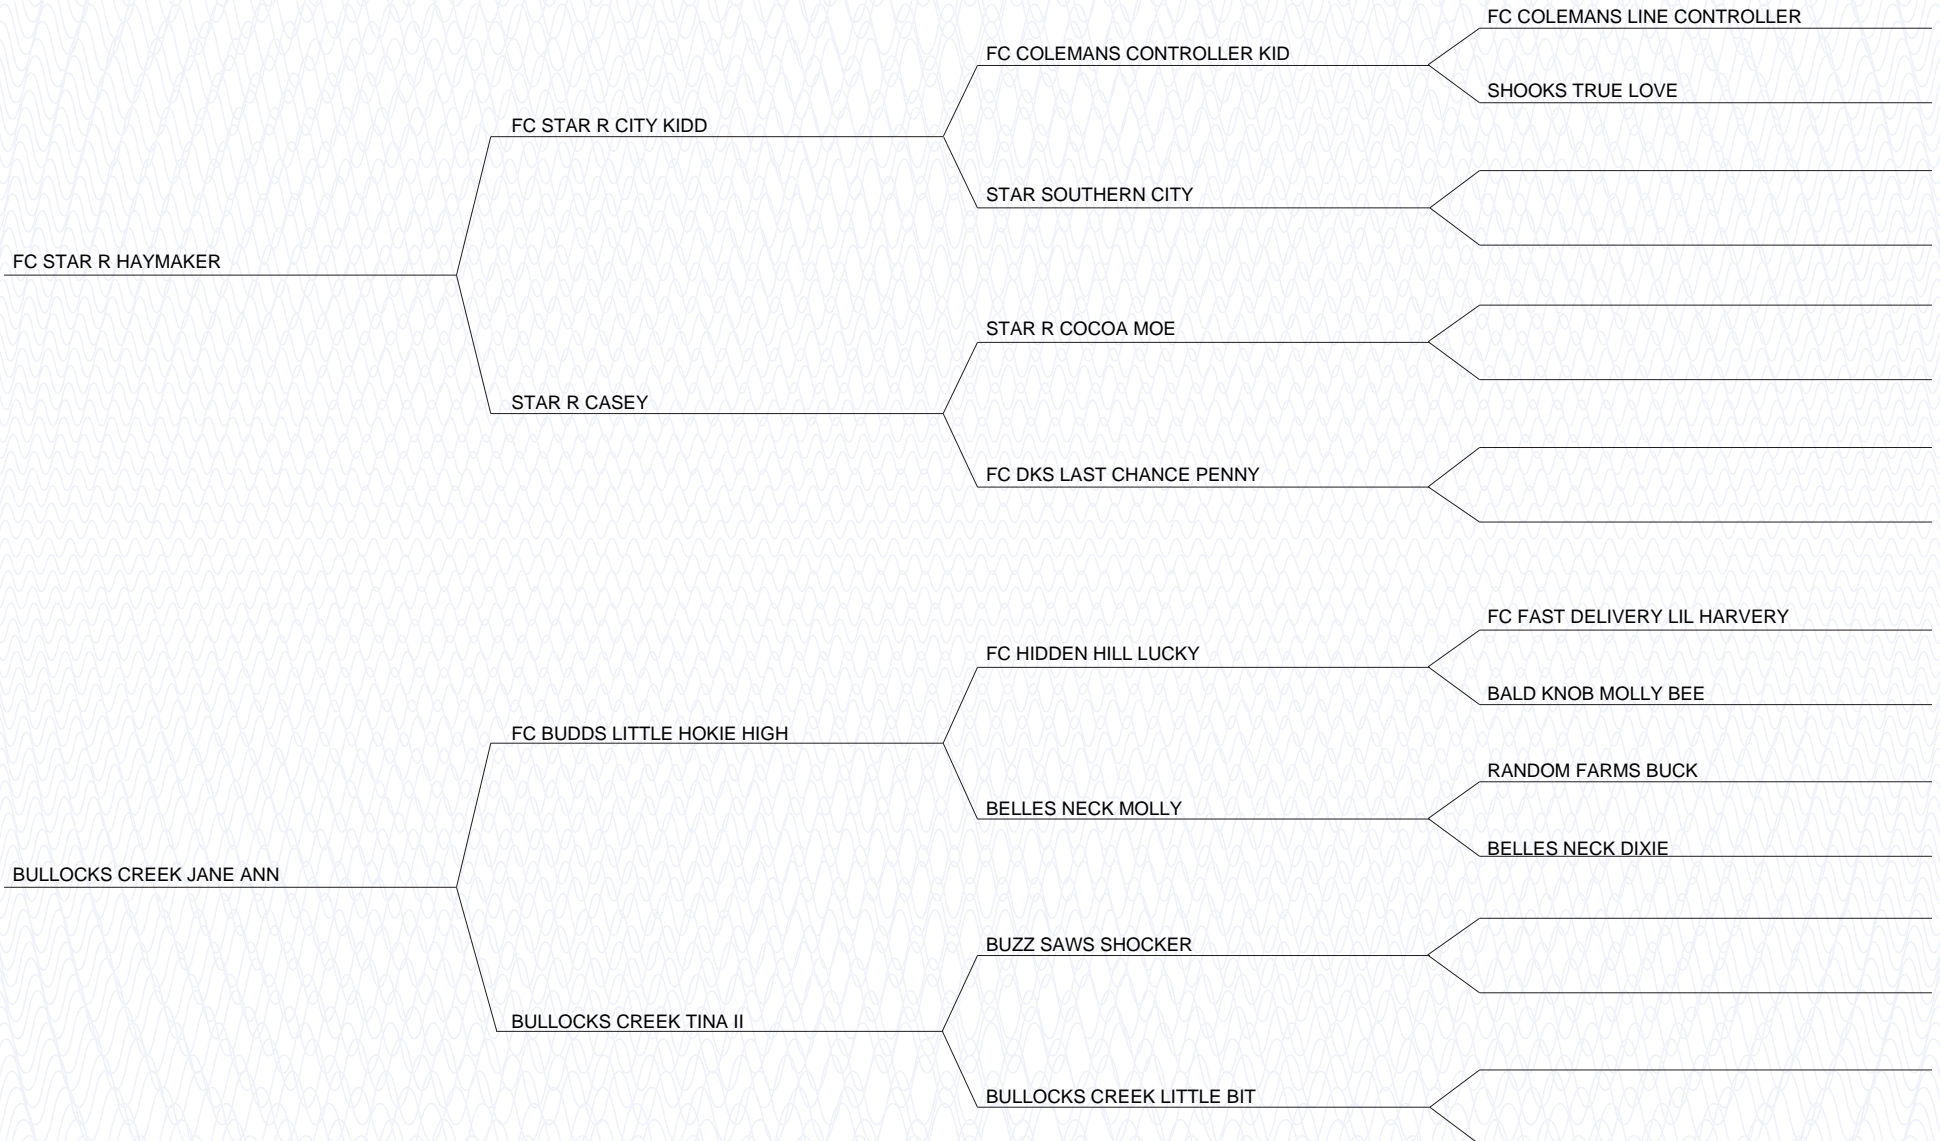 FC COLEMANS LINE CONTROLLER
FC COLEMANS CONTROLLER KID
SHOOKS TRUE LOVE
FC STAR R CITY KIDD
STAR SOUTHERN CITY
FC STAR R HAYMAKER
STAR R COCOA MOE
STAR R CASEY
FC DKS LAST CHANCE PENNY
FC FAST DELIVERY LIL HARVERY
FC HIDDEN HILL LUCKY
BALD KNOB MOLLY BEE
FC BUDDS LITTLE HOKIE HIGH
RANDOM FARMS BUCK
BELLES NECK MOLLY
BELLES NECK DIXIE
BULLOCKS CREEK JANE ANN
BUZZ SAWS SHOCKER
BULLOCKS CREEK TINA II
BULLOCKS CREEK LITTLE BIT